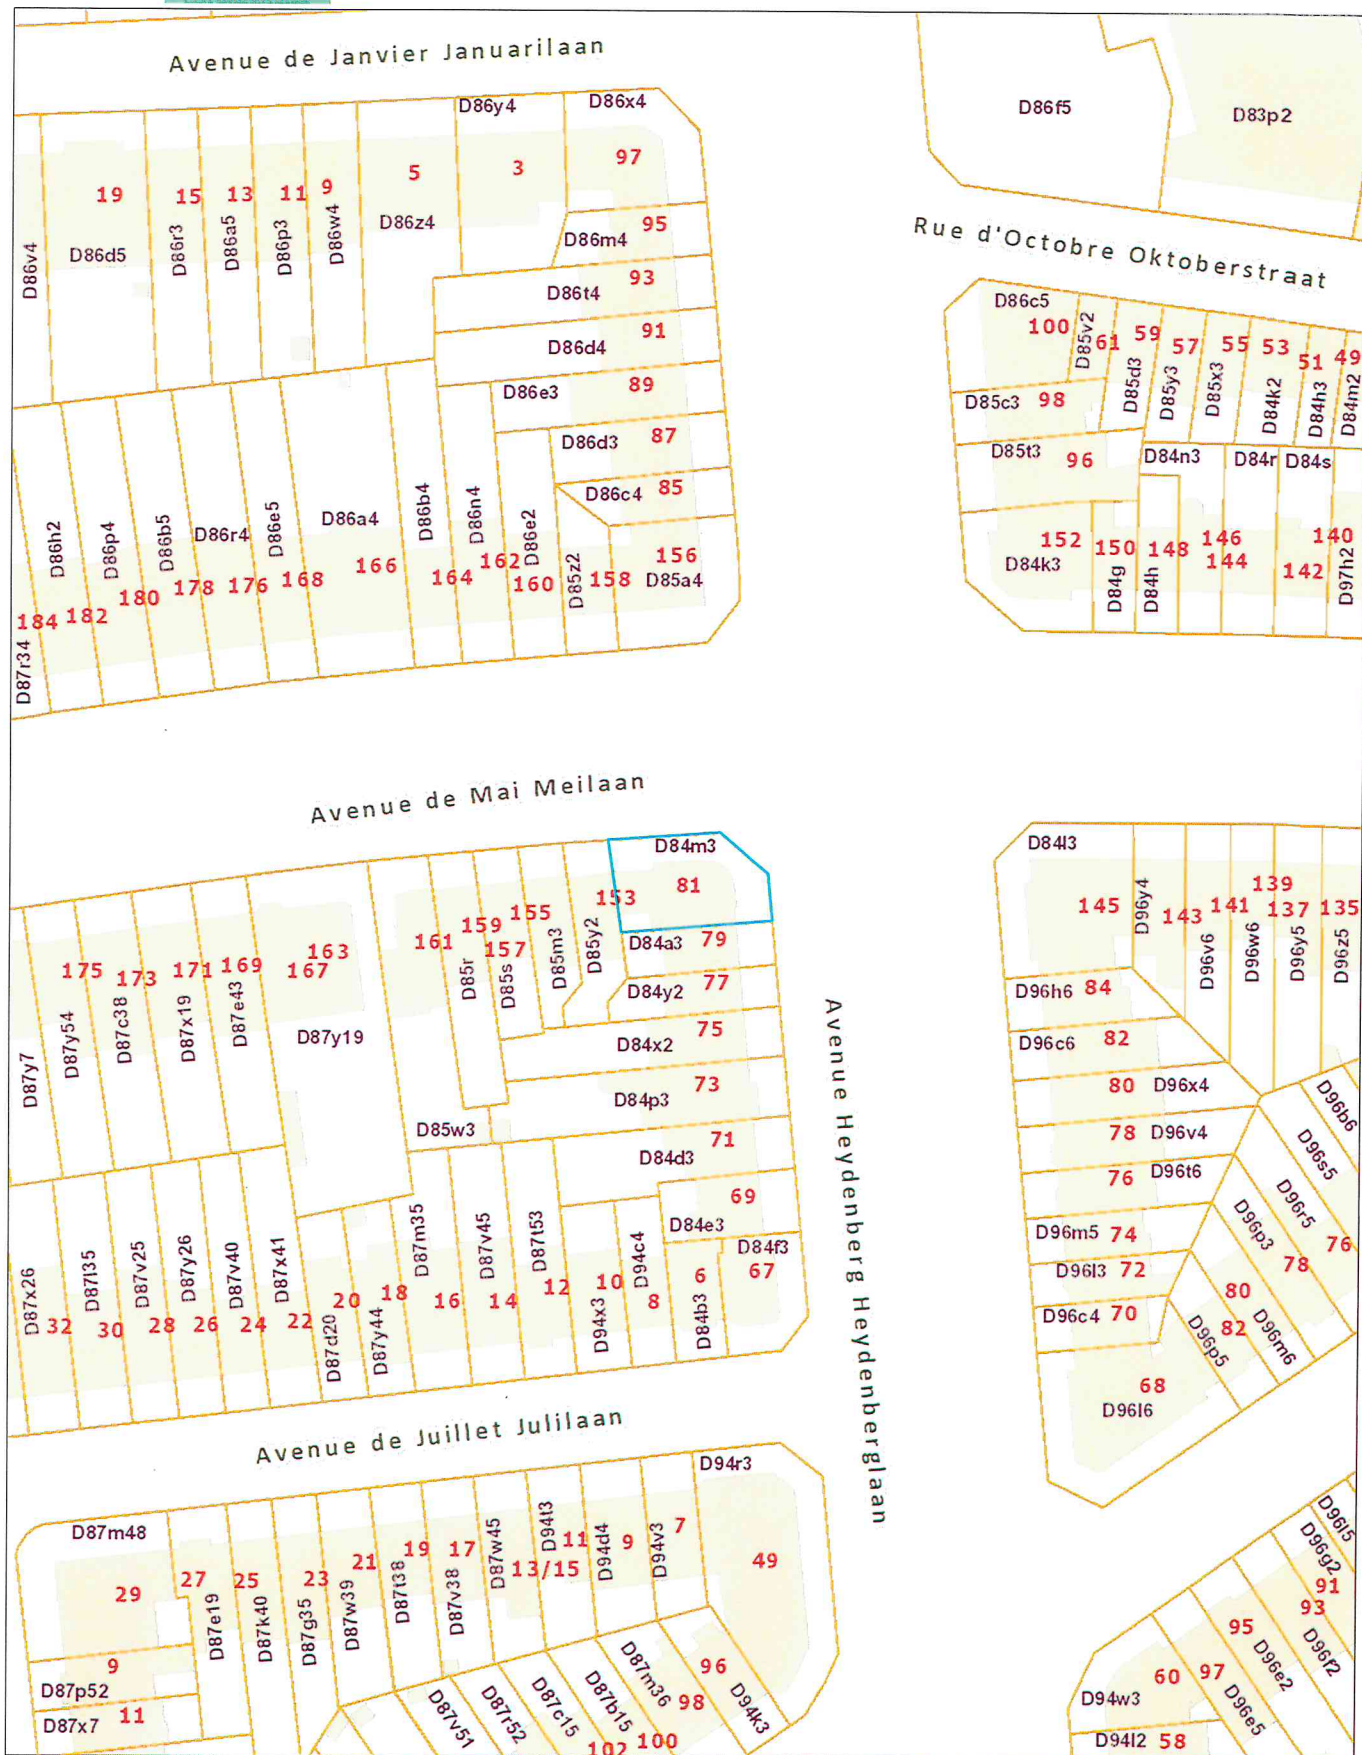 Avenue de Janvier Januarilaan
D86y4
D86x4
D86f5
D83p2
97
5
3
19
15
13
11
9
95
D86v4
D86d5
D86r3
D86a5
D86p3
D86w4
D86z4
D86m4
Rue d'Octobre Oktoberstraat
D86t4
93
D86d4
91
D86e3
89
D86d3
87
D86c4
85
D86c5
100
D85v2
61
59
57
55
53
51
49
D85d3
D85y3
D85x3
D84k2
D84h3
D84m2
D85c3
98
D85t3
96
D84n3
D84r
D84s
D86h2
D86p4
D86b5
D86r4
D86e5
D86a4
D86b4
D86n4
D86e2
D85z2
156
D85a4
184
182
180
178
176
168
166
164
162
160
158
D87r34
152
D84k3
150
148
146
144
142
140
D84g
D84h
D97h2
Avenue de Mai Meilaan
D84m3
81
153
155
159
157
161
D84a3
79
D84y2
77
D84x2
75
D84p3
73
D84d3
71
69
D84e3
D84f3
67
D85r
D85s
D85m3
D85y2
D85w3
163
167
169
171
173
175
D87y7
D87y54
D87c38
D87x19
D87e43
D87y19
D84l3
145
D96y4
143
141
139
137
135
D96v6
D96w6
D96y5
D96z5
D96h6
84
D96c6
82
80
D96x4
78
D96v4
76
D96t6
D96m5
74
D96l3
72
D96c4
70
68
D96l6
D96b6
D96s5
D96r5
D96p3
D96m6
D96p5
76
78
80
82
Avenue Heydenberg Heydenberglaan
D87x26
D87l35
D87v25
D87y26
D87v40
D87x41
D87d20
D87y44
D87m35
D87v45
D87t53
D94x3
D94c4
D84b3
32
30
28
26
24
22
20
18
16
14
12
10
8
6
Avenue de Juillet Julilaan
D94r3
D87m48
29
27
25
23
21
19
17
13/15
11
9
7
49
D87e19
D87k40
D87g35
D87w39
D87t38
D87v38
D87w45
D94t3
D94d4
D94v3
9
D87p52
D87x7
11
D87v51
D87r52
D87c15
D87b15
D87m36
D94k3
96
98
100
102
D96l5
D96g2
91
93
D96f2
95
D96e2
97
D96e5
60
D94w3
D94l2
58